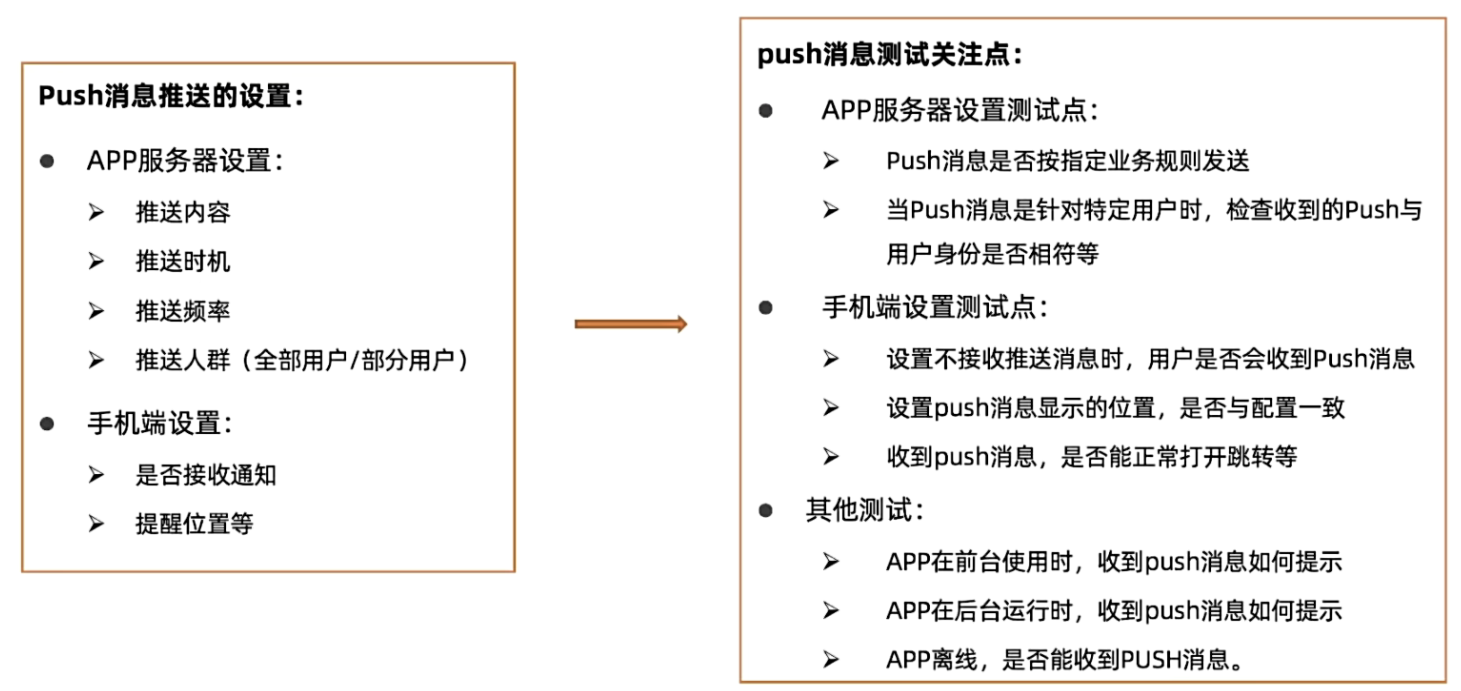 Push消息推送的设置：
● APP服务器设置：
➢ 推送内容
➢ 推送时机
➢ 推送频率
➢ 推送人群（全部用户/部分用户）
● 手机端设置：
➢ 是否接收通知
➢ 提醒位置等
push消息测试关注点：
● APP服务器设置测试点：
➢ Push消息是否按指定业务规则发送
➢ 当Push消息是针对特定用户时，检查收到的Push与
用户身份是否相符等
● 手机端设置测试点：
➢ 设置不接收推送消息时，用户是否会收到Push消息
➢ 设置push消息显示的位置，是否与配置一致
➢ 收到push消息，是否能正常打开跳转等
● 其他测试：
➢ APP在前台使用时，收到push消息如何提示
➢ APP在后台运行时，收到push消息如何提示
➢ APP离线，是否能收到PUSH消息。